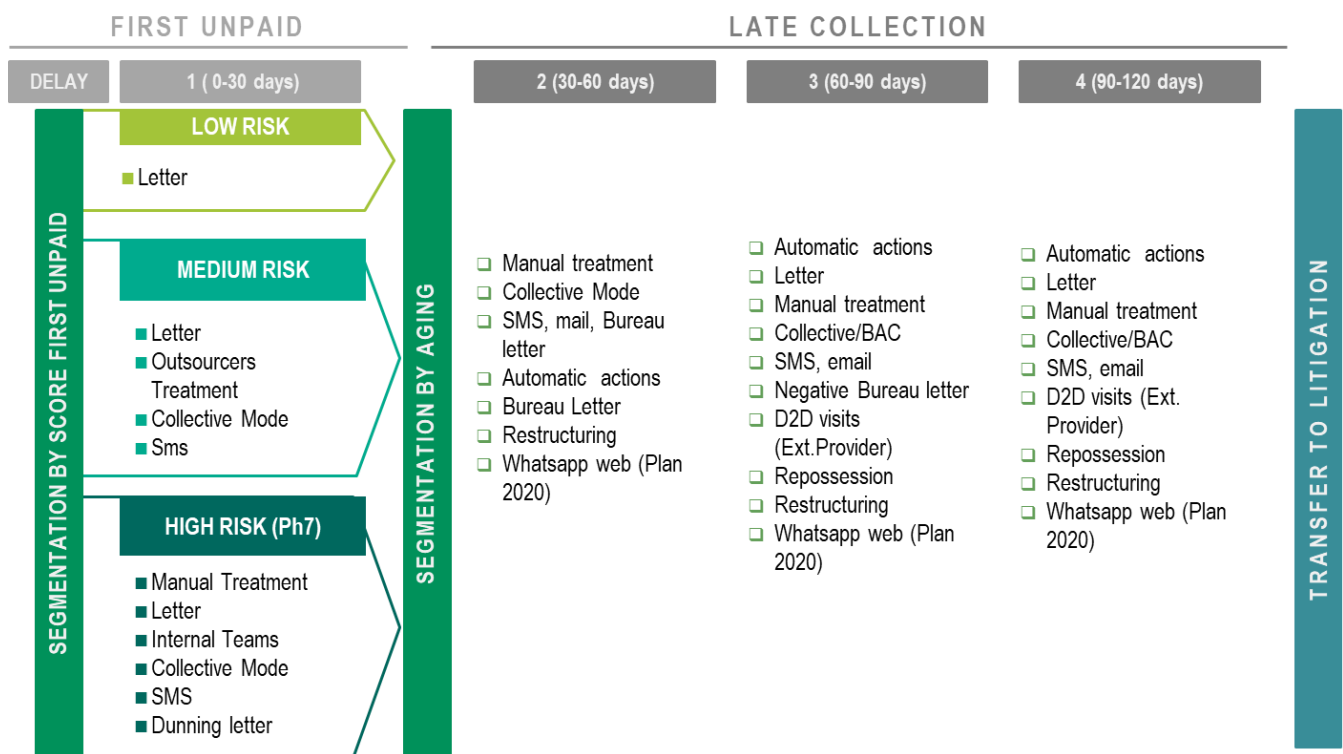 FIRST UNPAID
LATE COLLECTION
DELAY
1 ( 0-30 days)
2 (30-60 days)
3 (60-90 days)
4 (90-120 days)
SEGMENTATION BY SCORE FIRST UNPAID
LOW RISK
Letter
MEDIUM RISK
Letter
Outsourcers
Treatment
Collective Mode
Sms
HIGH RISK (Ph7)
Manual Treatment
Letter
Internal Teams
Collective Mode
SMS
Dunning letter
SEGMENTATION BY AGING
Manual treatment
Collective Mode
SMS, mail, Bureau
letter
Automatic actions
Bureau Letter
Restructuring
Whatsapp web (Plan
2020)
Automatic actions
Letter
Manual treatment
Collective/BAC
SMS, email
Negative Bureau letter
D2D visits
(Ext.Provider)
Repossession
Restructuring
Whatsapp web (Plan
2020)
Automatic actions
Letter
Manual treatment
Collective/BAC
SMS, email
D2D visits (Ext.
Provider)
Repossession
Restructuring
Whatsapp web (Plan
2020)
TRANSFER TO LITIGATION